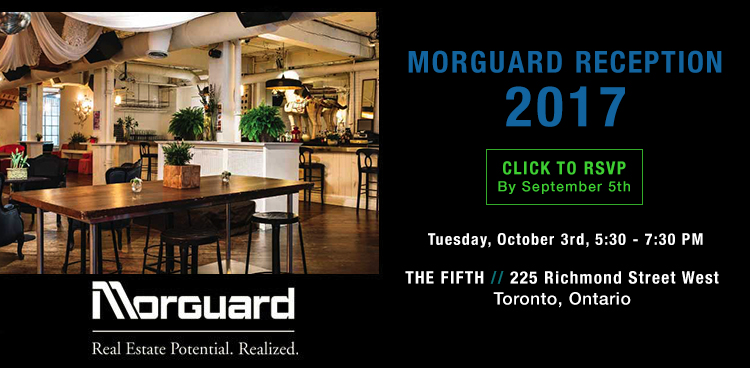 MORGUARD RECEPTION
2017
CLICK TO RSVP
By September 5th
Tuesday, October 3rd, 5:30 - 7:30 PM
THE FIFTH // 225 Richmond Street West
Toronto, Ontario
Morguard
Real Estate Potential. Realized.